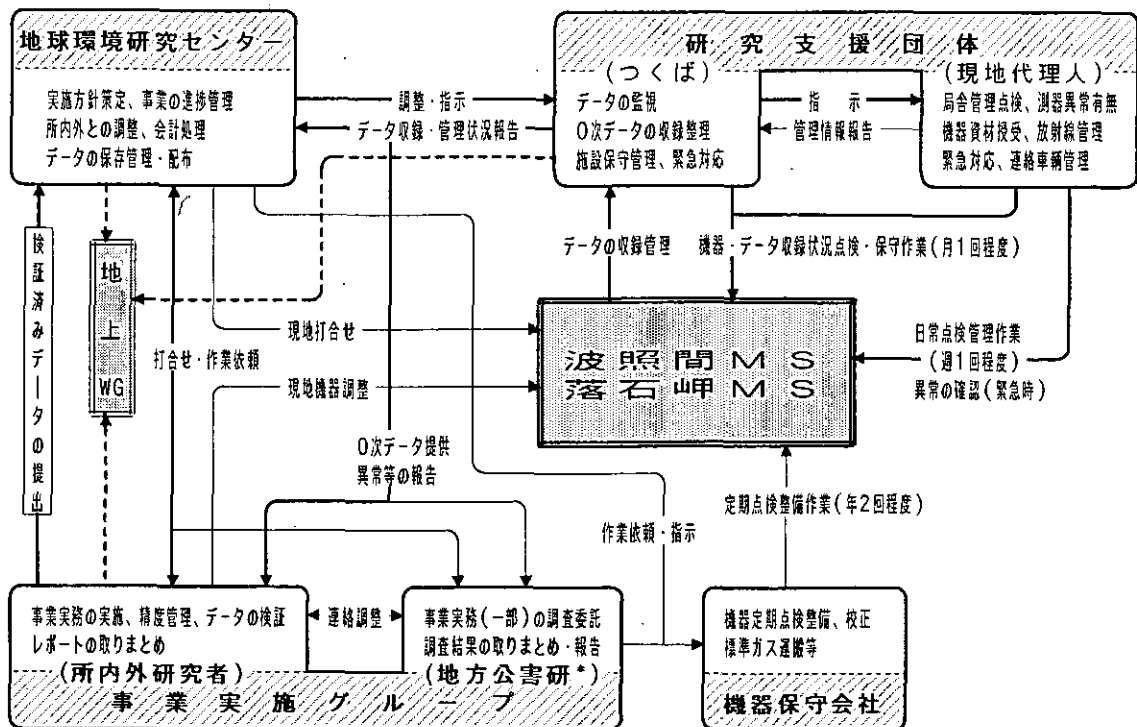 地球環境研究センター
実施方針策定、事業の進捗管理
所内外との調整、会計処理
データの保存管理・配布
調整・指示
データ収録・管理状況報告
研究支援団体
(つくば)
データの監視
0次データの収録整理
施設保守管理、緊急対応
指示
管理情報報告
(現地代理人)
局舎管理点検、測器異常有無
機器資材授受、放射線管理
緊急対応、連絡車輌管理
検証済みデータの提出
地上WG
打合せ・作業依頼
現地打合せ
現地機器調整
データの収録管理
機器・データ収録状況点検・保守作業(月1回程度)
波照間MS
落石岬MS
日常点検管理作業
(週1回程度)
異常の確認(緊急時)
0次データ提供
異常等の報告
作業依頼・指示
定期点検整備作業(年2回程度)
事業実務の実施、精度管理、データの検証
レポートの取りまとめ
(所内外研究者)
連絡調整
事業実務(一部)の調査委託
調査結果の取りまとめ・報告
(地方公害研*)
事業実施グループ
機器定期点検整備、校正
標準ガス運搬等
機器保守会社